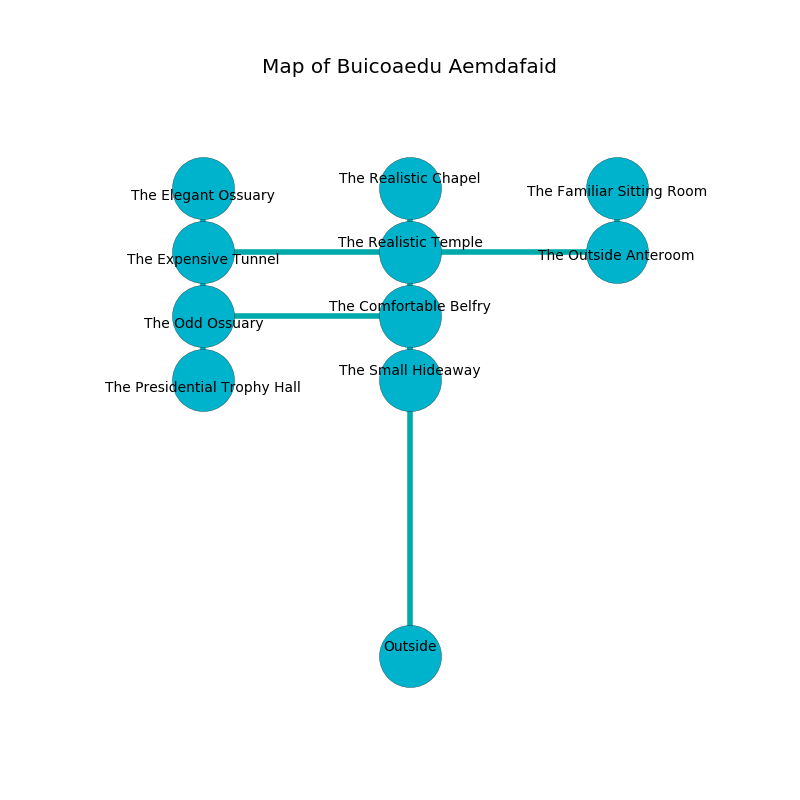 Map of Buicoaedu Aemdafaid
The Realistic Chapel
The Elegant Ossuary
The Familiar Sitting Room
The Realistic Temple
The Expensive Tunnel
The Outside Anteroom
The Comfortable Belfry
The Odd Ossuary
The Small Hideaway
The Presidential Trophy Hall
Outside